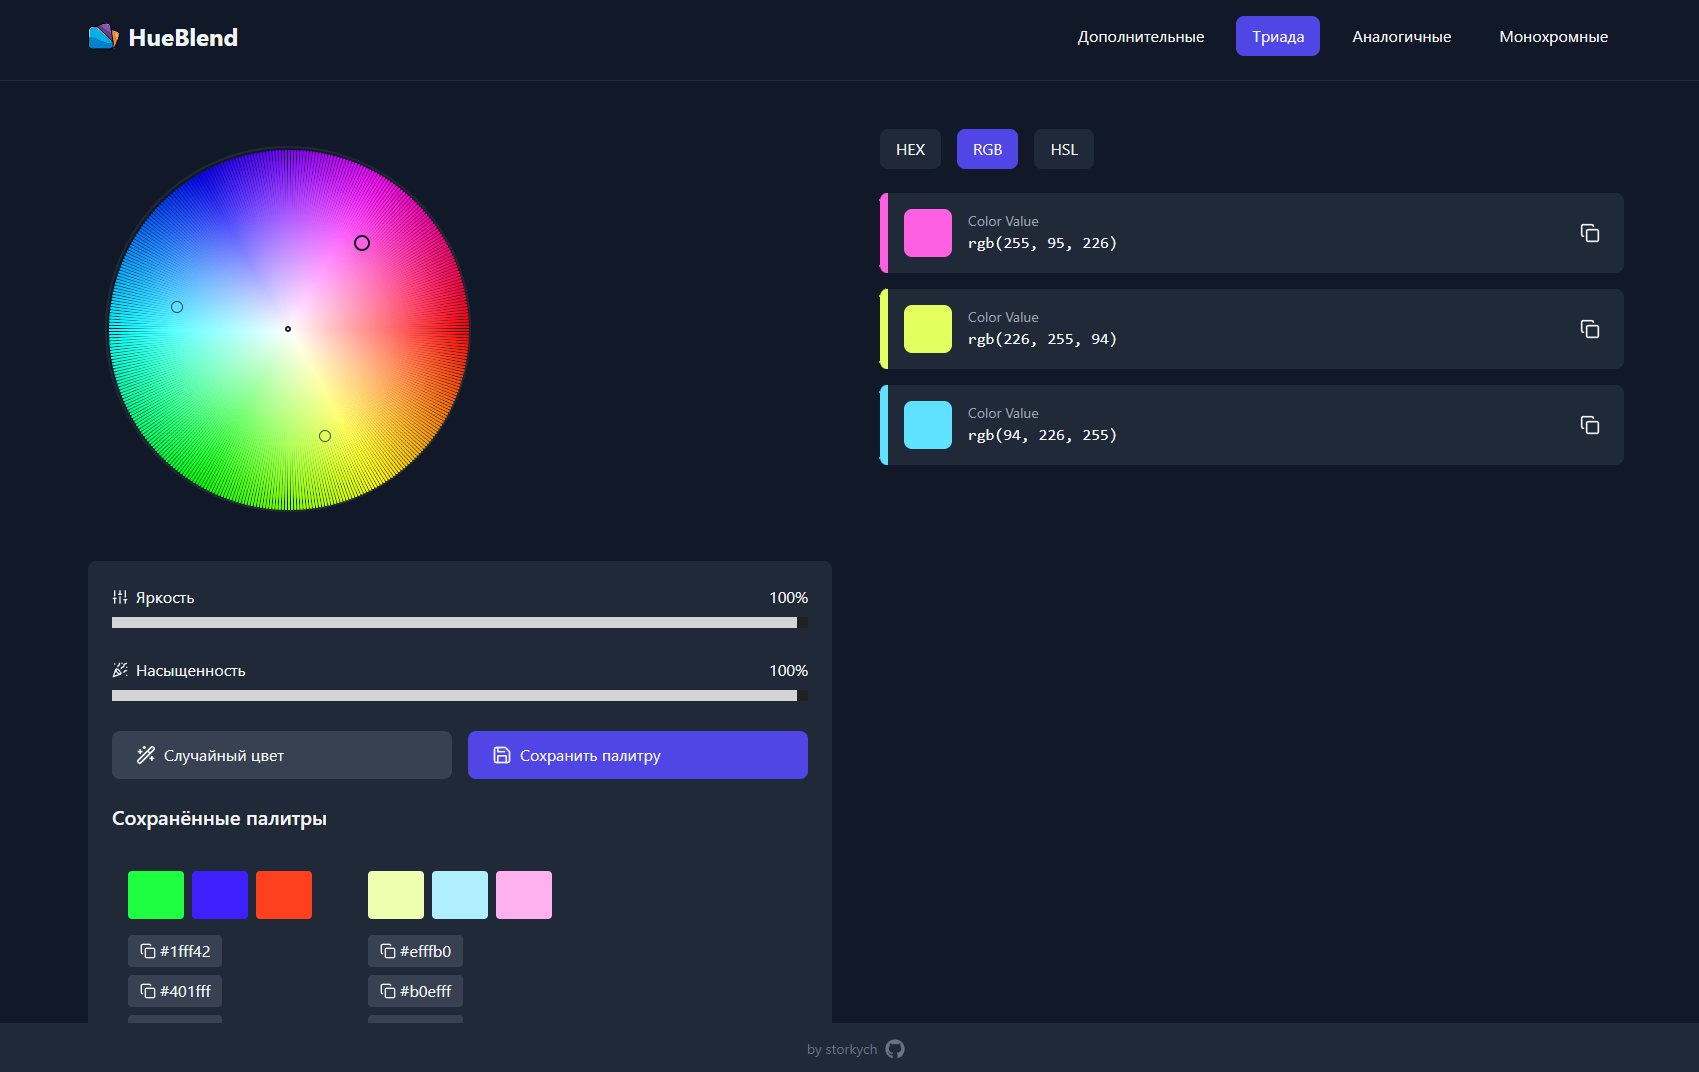 HueBlend
Дополнительные
Триада
Аналогичные
Монохромные
HEX
RGB
HSL
Color Value
rgb(255, 95, 226)
Color Value
rgb(226, 255, 94)
Color Value
rgb(94, 226, 255)
Яркость 100%
Насыщенность 100%
Случайный цвет
Сохранить палитру
Сохранённые палитры
#1fff42
#401fff
#efffb0
#b0efff
by storkych